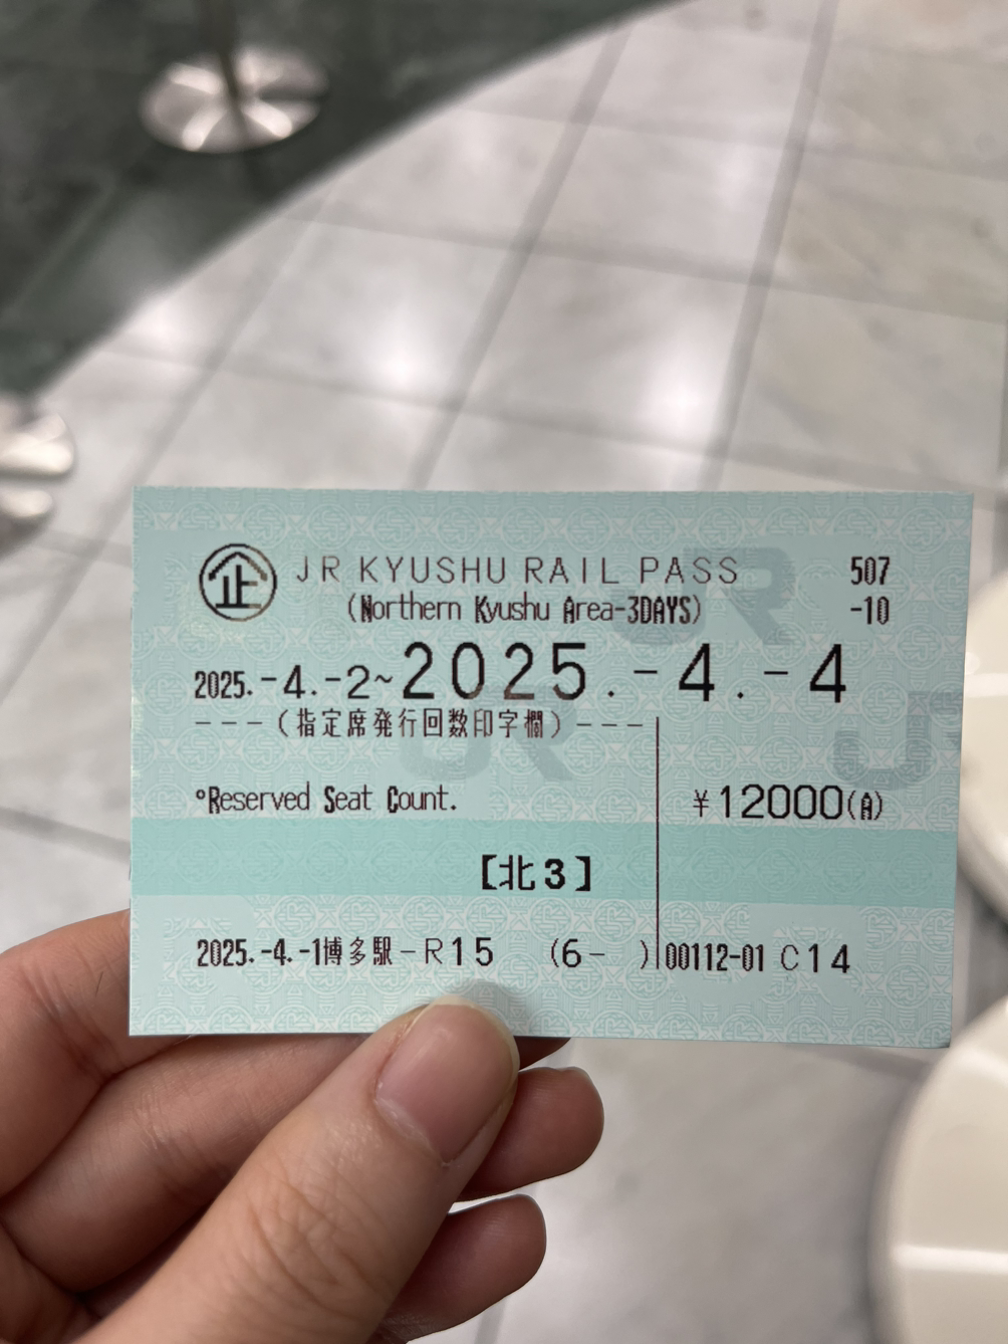 企 JR KYUSHU RAIL PASS 507
(Northern Kyushu Area-3DAYS) -10
2025.-4.-2~2025.-4.-4
---(指定席発行回数印字欄)---
°Reserved Seat Count. ¥12000(A)
【北3】
2025.-4.-1博多駅-R15 (6- ) 00112-01 C14